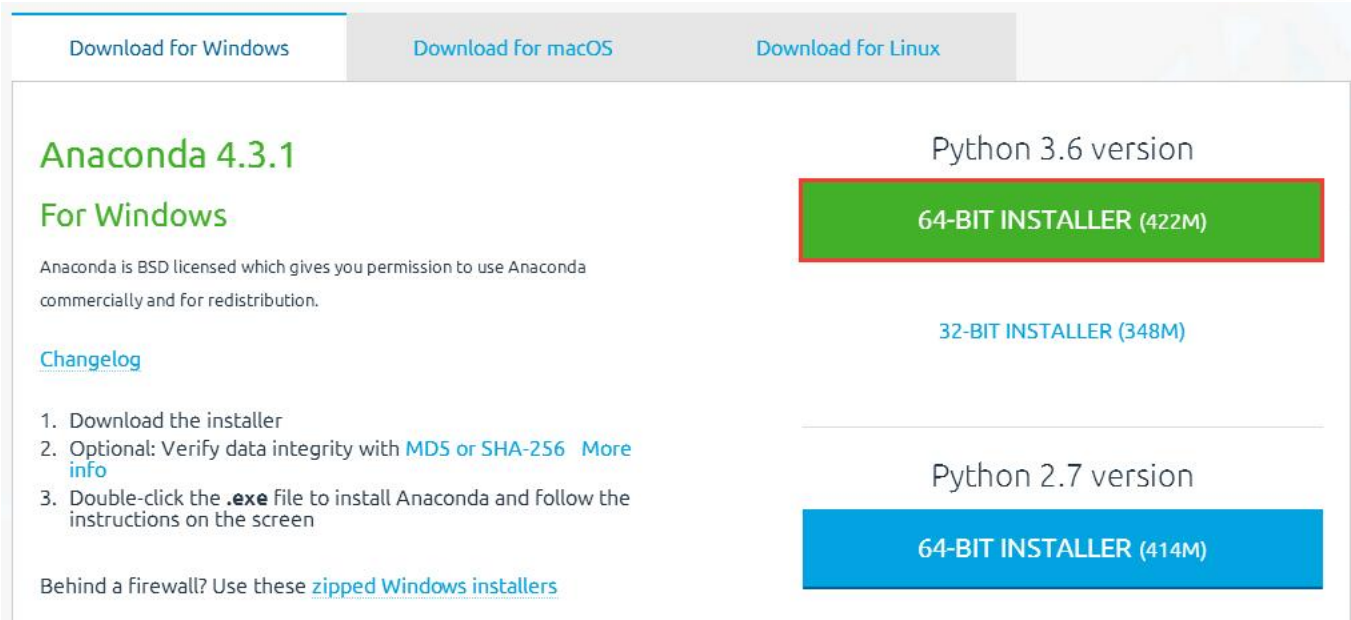 Download for Windows
Download for macOS
Download for Linux
Anaconda 4.3.1
For Windows
Anaconda is BSD licensed which gives you permission to use Anaconda
commercially and for redistribution.
Changelog
1. Download the installer
2. Optional: Verify data integrity with MD5 or SHA-256 More
info
3. Double-click the .exe file to install Anaconda and follow the
instructions on the screen
Behind a firewall? Use these zipped Windows installers
Python 3.6 version
64-BIT INSTALLER (422M)
32-BIT INSTALLER (348M)
Python 2.7 version
64-BIT INSTALLER (414M)